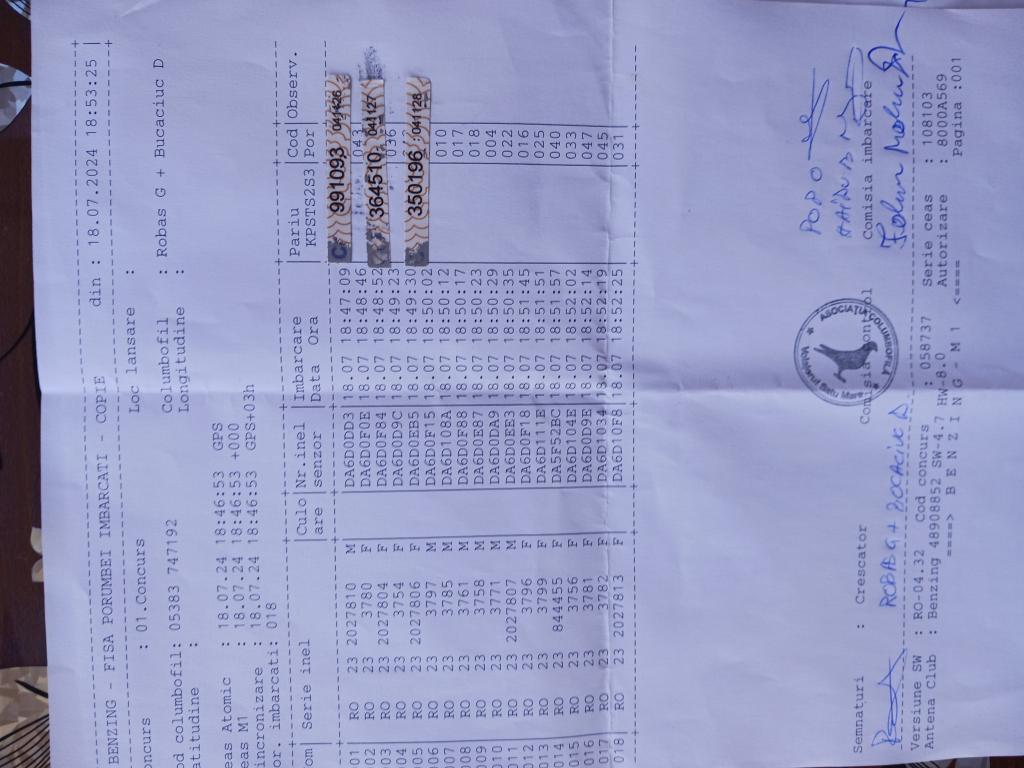 BENZING - FISA PORUMBEI IMBARCATI - COPIE din : 18.07.2024 18:53:25
oncurs : 01.Concurs Loc lansare :
od columbofil: 05383 747192 Columbofil : Robas G + Bucaciuc D
atitudine : Longitudine :
eas Atomic : 18.07.24 18:46:53 GPS
eas M1 : 18.07.24 18:46:53 +000
incronizare : 18.07.24 18:46:53 GPS+03h
or. imbarcati: 018
om| Serie inel |Culo|Nr.inel |Imbarcare |Pariu |Cod|Observ.
|are |senzor |Data Ora |KPSTS2S3|Por|
01| RO 23 2027810 M |DA6D0DD3|18.07 18:47:09| C 991093 041426
02| RO 23 3780 F |DA6D0F0E|18.07 18:48:46| |043
03| RO 23 2027804 F |DA6D0F84|18.07 18:48:52| 364510 041127
004| RO 23 3754 F |DA6D0D9C|18.07 18:49:23| |036
005| RO 23 2027806 F |DA6D0EB5|18.07 18:49:30| 350196 041128
006| RO 23 3797 M |DA6D0F15|18.07 18:50:02|
007| RO 23 3785 M |DA6D108A|18.07 18:50:12| |010
008| RO 23 3761 M |DA6D0F88|18.07 18:50:17| |017
009| RO 23 3758 M |DA6D0E87|18.07 18:50:23| |018
010| RO 23 3771 M |DA6D0DA9|18.07 18:50:29| |004
011| RO 23 2027807 M |DA6D0EE3|18.07 18:50:35| |022
012| RO 23 3796 F |DA6D0F18|18.07 18:51:45| |016
013| RO 23 3799 F |DA6D111E|18.07 18:51:51| |025
014| RO 23 844455 F |DA5F52BC|18.07 18:51:57| |040
015| RO 23 3756 F |DA6D104E|18.07 18:52:02| |033
016| RO 23 3781 F |DA6D0D9E|18.07 18:52:14| |047
017| RO 23 3782 F |DA6D1034|18.07 18:52:19| |045
018| RO 23 2027813 F |DA6D10F8|18.07 18:52:25| |031
POP O
ASOCIATIA COLUMBOFILA
Judetul Satu Mare
Semnaturi : Crescator Comisia control Comisia imbarcate
ROBAS G +
Versiune SW : RO-04.32 Cod concurs : 058737 Serie ceas : 108103
Antena Club : Benzing 48908852 SW-4.7 HW-8.0 Autorizare : 8000A569
====> B E N Z I N G - M 1 <==== Pagina :001